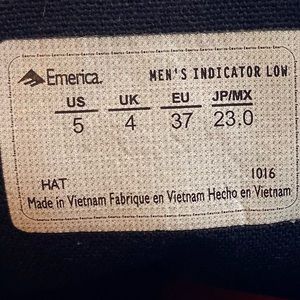 Emerica. MEN'S INDICATOR LOW
US UK EU JP/MX
5 4 37 23.0
HAT 1016
Made in Vietnam Fabrique en Vietnam Hecho en Vietnam